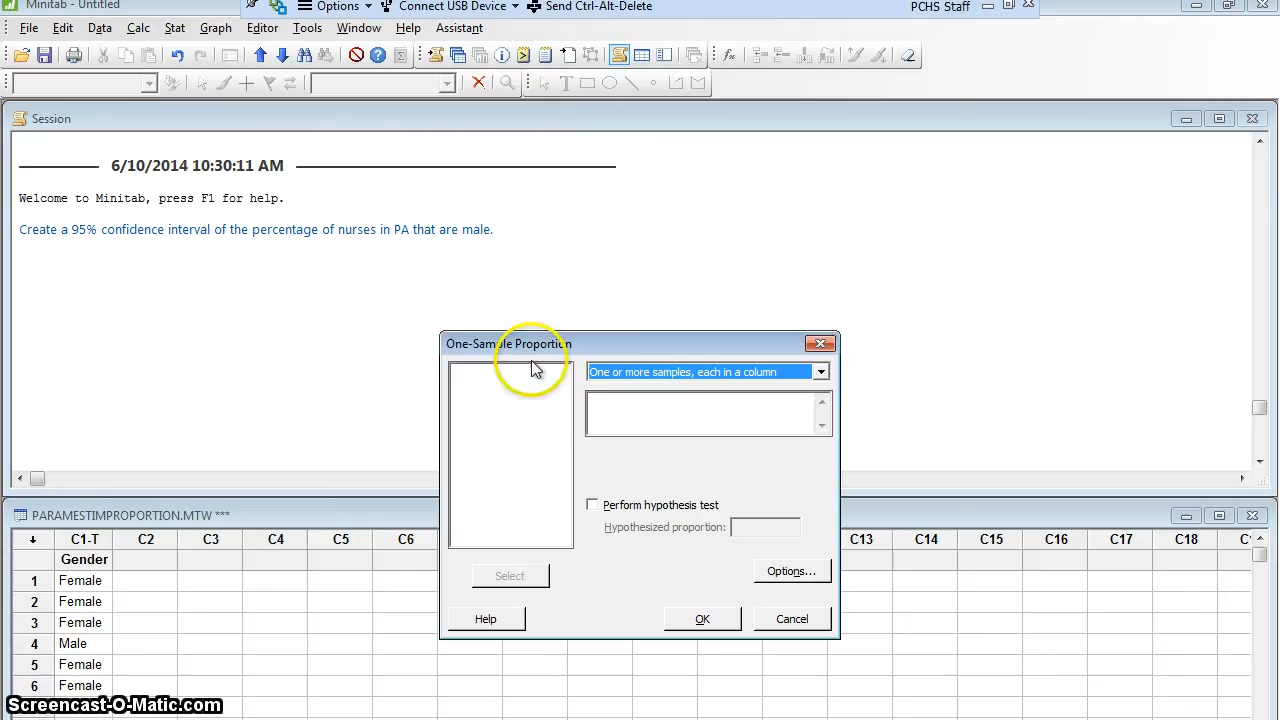 Minitab - Untitled
Options
Connect USB Device
Send Ctrl-Alt-Delete
PCHS Staff
File Edit Data Calc Stat Graph Editor Tools Window Help Assistant
Session
6/10/2014 10:30:11 AM
Welcome to Minitab, press F1 for help.
Create a 95% confidence interval of the percentage of nurses in PA that are male.
One-Sample Proportion
One or more samples, each in a column
Perform hypothesis test
Hypothesized proportion:
Select
Options...
Help
OK
Cancel
PARAMESTIMPROPORTION.MTW ***
C1-T C2 C3 C4 C5 C6 C13 C14 C15 C16 C17 C18
Gender
1 Female
2 Female
3 Female
4 Male
5 Female
6 Female
Screencast-O-Matic.com